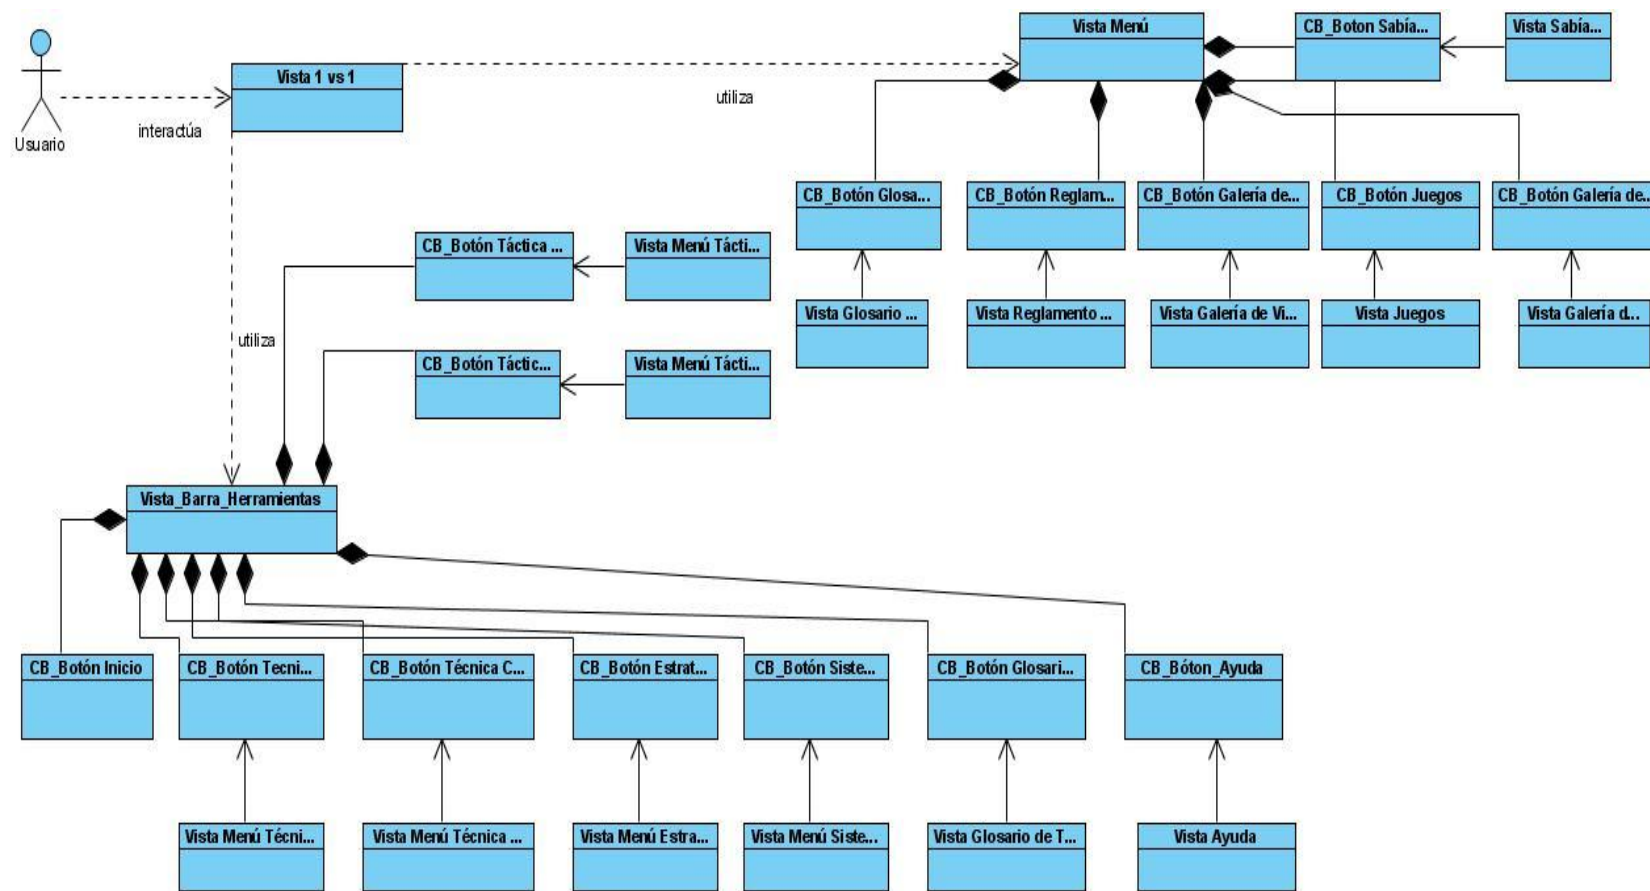 Vista Menú
CB_Boton Sabía...
Vista Sabía...
Vista 1 vs 1
utiliza
interactúa
Usuario
CB_Botón Glosa...
CB_Botón Reglam...
CB_Botón Galería de...
CB_Botón Juegos
CB_Botón Galería de...
CB_Botón Táctica ...
Vista Menú Tácti...
Vista Glosario ...
Vista Reglamento ...
Vista Galería de Vi...
Vista Juegos
Vista Galería d...
utiliza
CB_Botón Táctic...
Vista Menú Tácti...
Vista_Barra_Herramientas
CB_Botón Inicio
CB_Botón Tecni...
CB_Botón Técnica C...
CB_Botón Estrat...
CB_Botón Siste...
CB_Botón Glosari...
CB_Bóton_Ayuda
Vista Menú Técni...
Vista Menú Técnica ...
Vista Menú Estra...
Vista Menú Siste...
Vista Glosario de T...
Vista Ayuda